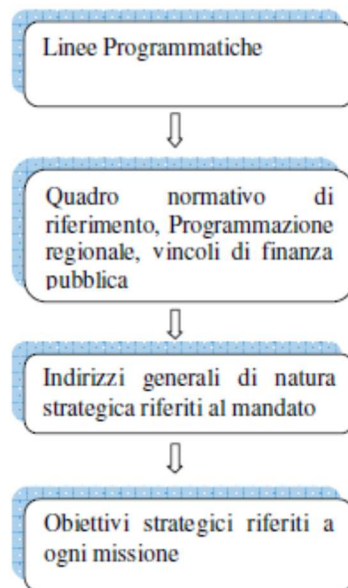 Linee Programmatiche
Quadro normativo di
riferimento, Programmazione
regionale, vincoli di finanza
pubblica
Indirizzi generali di natura
strategica riferiti al mandato
Obiettivi strategici riferiti a
ogni missione